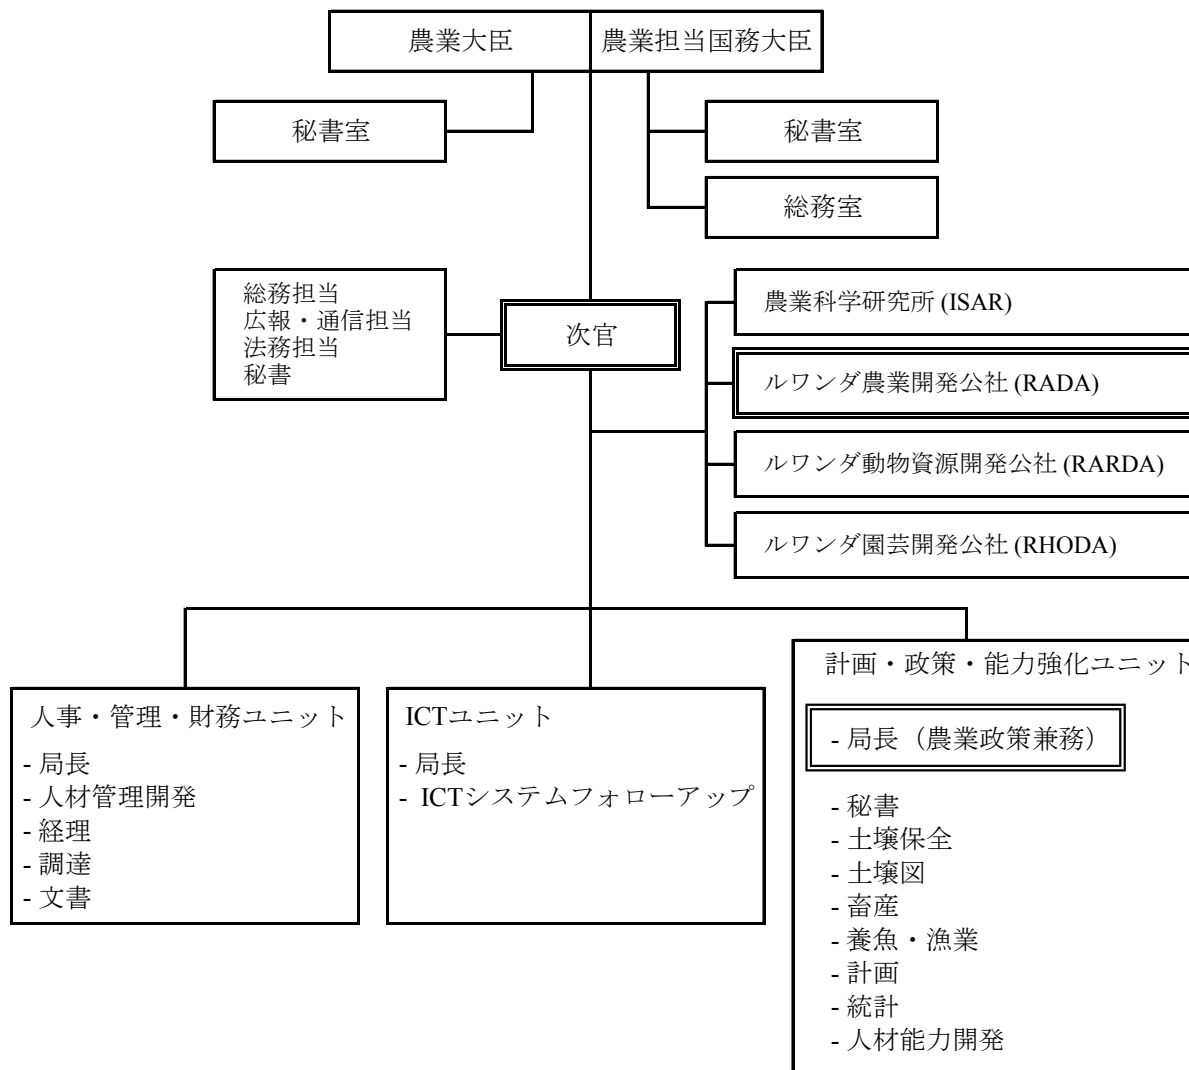 農業大臣
農業担当国務大臣
秘書室
秘書室
総務室
総務担当
広報・通信担当
法務担当
秘書
次官
農業科学研究所 (ISAR)
ルワンダ農業開発公社 (RADA)
ルワンダ動物資源開発公社 (RARDA)
ルワンダ園芸開発公社 (RHODA)
人事・管理・財務ユニット
- 局長
- 人材管理開発
- 経理
- 調達
- 文書
ICTユニット
- 局長
- ICTシステムフォローアップ
計画・政策・能力強化ユニット
- 局長（農業政策兼務）
- 秘書
- 土壌保全
- 土壌図
- 畜産
- 養魚・漁業
- 計画
- 統計
- 人材能力開発